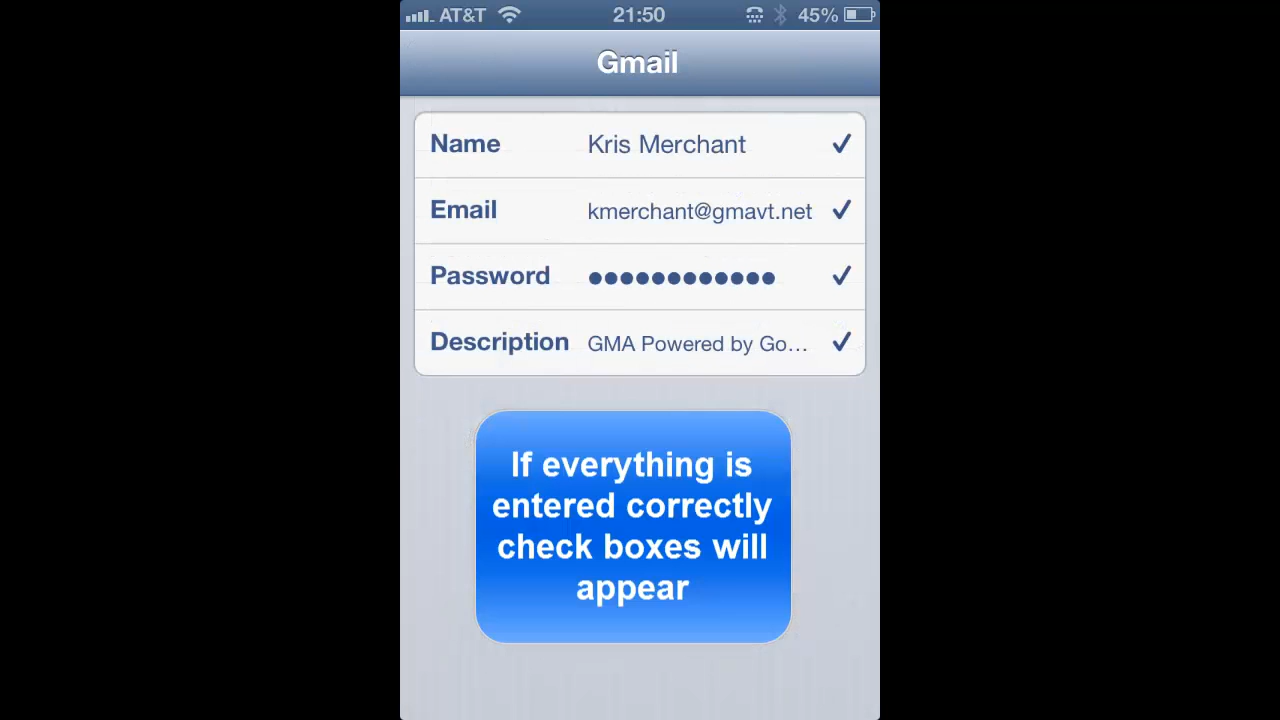 AT&T 21:50 45%
Gmail
Name Kris Merchant ✓
Email kmerchant@gmavt.net ✓
Password ●●●●●●●●●●●● ✓
Description GMA Powered by Go... ✓
If everything is
entered correctly
check boxes will
appear